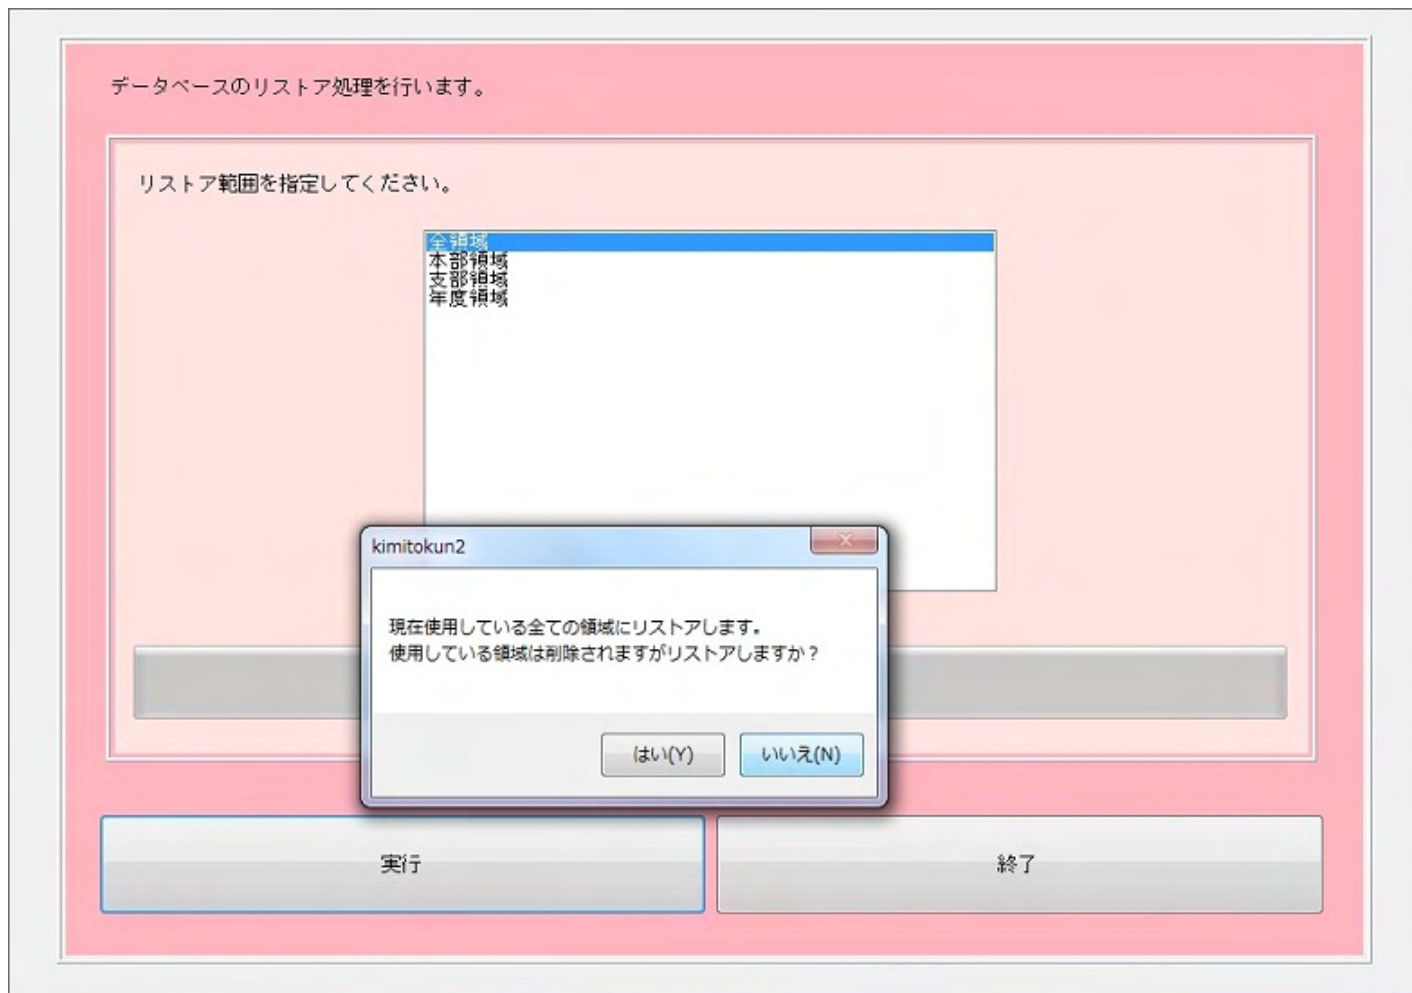 データベースのリストア処理を行います。
リストア範囲を指定してください。
全領域
本部領域
支部領域
年度領域
kimitokun2
現在使用している全ての領域にリストアします。
使用している領域は削除されますがリストアしますか？
はい(Y)
いいえ(N)
実行
終了